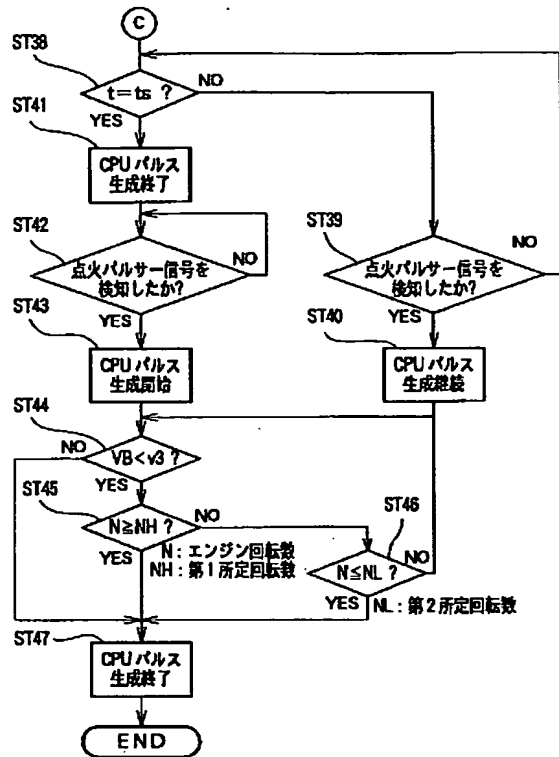 C
ST38
t=ts ?
NO
YES
ST41
CPU パルス
生成終了
ST42
点火パルサー信号を
検知したか?
NO
YES
ST39
点火パルサー信号を
検知したか?
NO
YES
ST43
CPU パルス
生成開始
ST40
CPU パルス
生成継続
ST44
NO
VB<v3 ?
YES
ST45
N≧NH ?
NO
YES
N:エンジン回転数
NH:第1所定回転数
ST46
N≦NL ?
NO
YES
NL:第2所定回転数
ST47
CPU パルス
生成終了
END